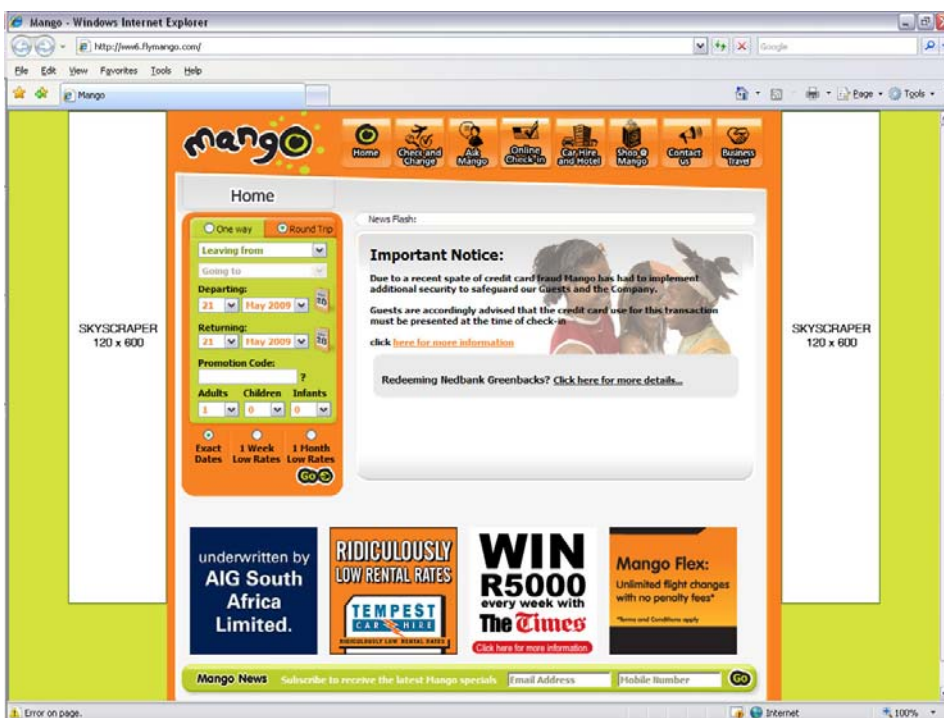 Mango - Windows Internet Explorer
http://ww6.flymango.com/
Google
File Edit View Favorites Tools Help
Mango
Page Tools
mango
Home
Check and Change
Ask Mango
Online Check-in
Car Hire and Hotel
Shop @ Mango
Contact us
Business Travel
Home
One way Round Trip
Leaving from
Going to
Departing:
21 May 2009
Returning:
21 May 2009
Promotion Code:
?
Adults Children Infants
1 0 0
Exact Dates
1 Week Low Rates
1 Month Low Rates
Go
News Flash:
Important Notice:
Due to a recent spate of credit card fraud Mango has had to implement
additional security to safeguard our Guests and the Company.
Guests are accordingly advised that the credit card use for this transaction
must be presented at the time of check-in
click here for more information
Redeeming Nedbank Greenbacks? Click here for more details...
SKYSCRAPER
120 x 600
SKYSCRAPER
120 x 600
underwritten by
AIG South
Africa
Limited.
RIDICULOUSLY
LOW RENTAL RATES
TEMPEST
CAR HIRE
RIDICULOUSLY LOW RENTAL RATES
WIN
R5000
every week with
The Times
Click here for more information
Mango Flex:
Unlimited flight changes
with no penalty fees*
*Terms and Conditions apply
Mango News Subscribe to receive the latest Mango specials Email Address Mobile Number GO
Error on page. Internet 100%